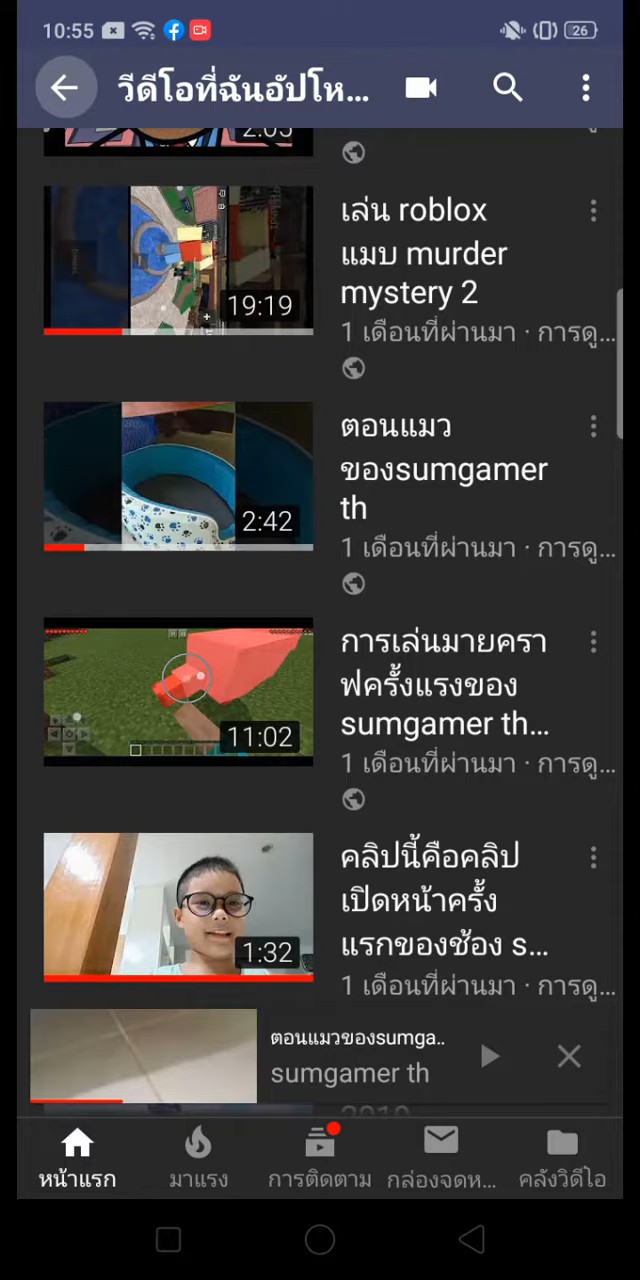 10:55
26
วีดีโอที่ฉันอัปโห...
2:05
เล่น roblox
แมบ murder
mystery 2
19:19
1 เดือนที่ผ่านมา · การดู...
ตอนแมว
ของsumgamer
th
2:42
1 เดือนที่ผ่านมา · การดู...
การเล่นมายครา
ฟครั้งแรงของ
sumgamer th...
11:02
1 เดือนที่ผ่านมา · การดู...
คลิปนี้คือคลิป
เปิดหน้าครั้ง
แรกของช้อง s...
1:32
1 เดือนที่ผ่านมา · การดู...
ตอนแมวของsumga..
sumgamer th
2019
หน้าแรก
มาแรง
การติดตาม
กล่องจดห...
คลังวิดีโอ